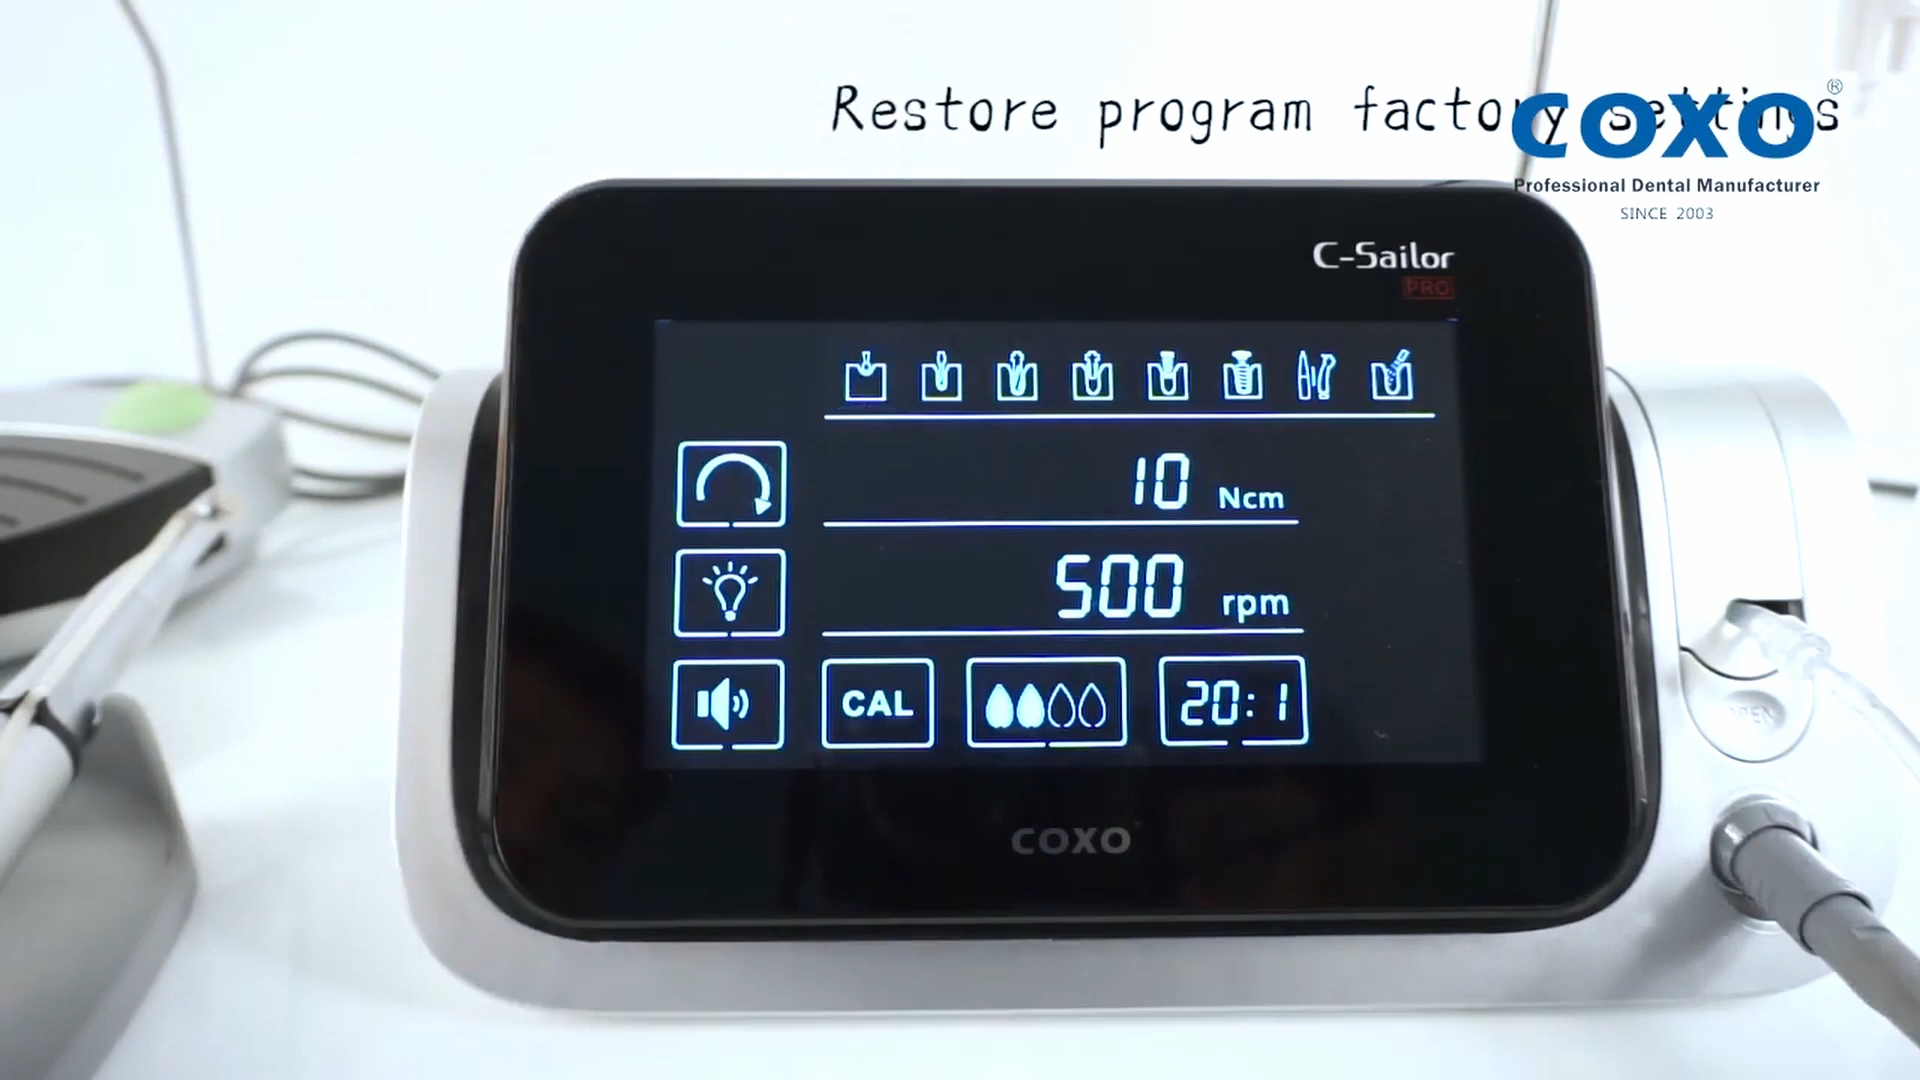 Restore program factory settings
COXO®
Professional Dental Manufacturer
SINCE 2003
C-Sailor
PRO
10 Ncm
500 rpm
CAL
20:1
OPEN
COXO